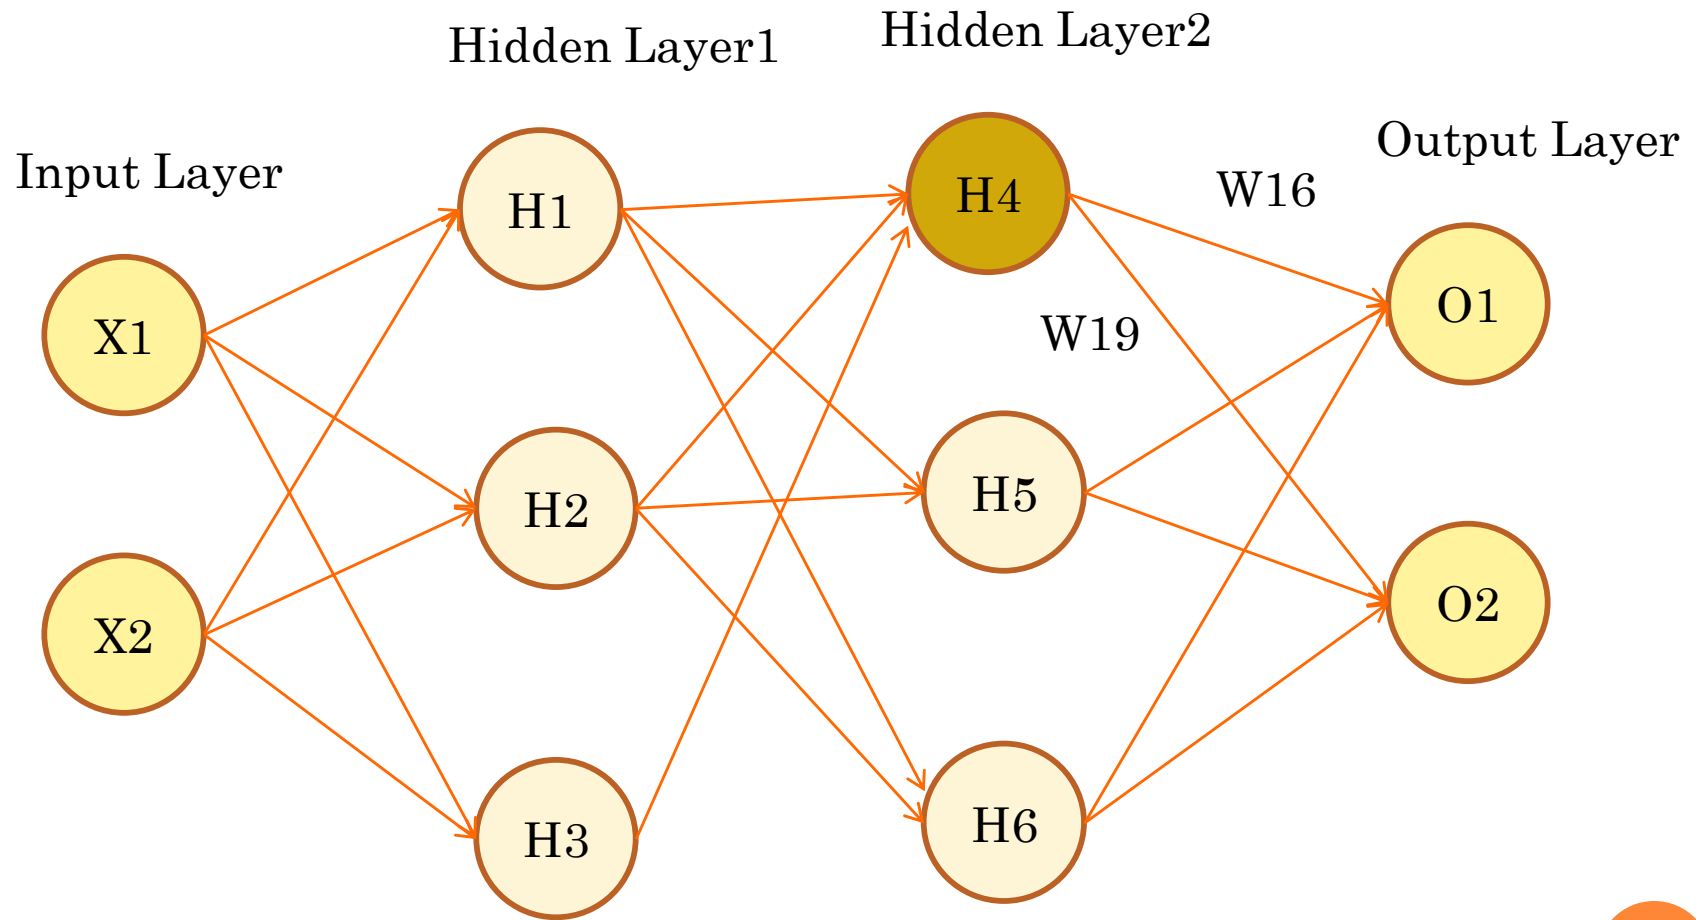 Hidden Layer1
Hidden Layer2
Input Layer
Output Layer
H1
H4
W16
X1
W19
O1
H2
H5
X2
O2
H3
H6